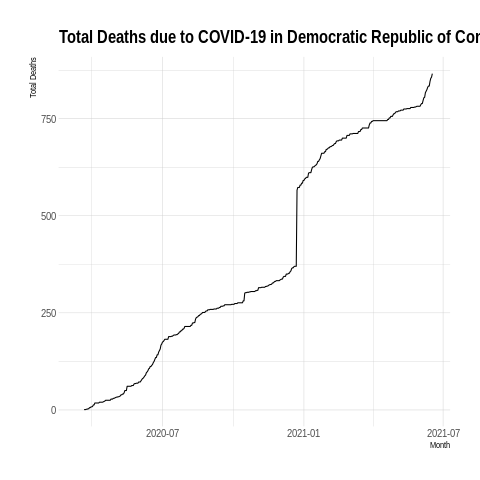 Total Deaths due to COVID-19 in Democratic Republic of Con
Total Deaths
750
500
250
0
2020-07
2021-01
2021-07
Month